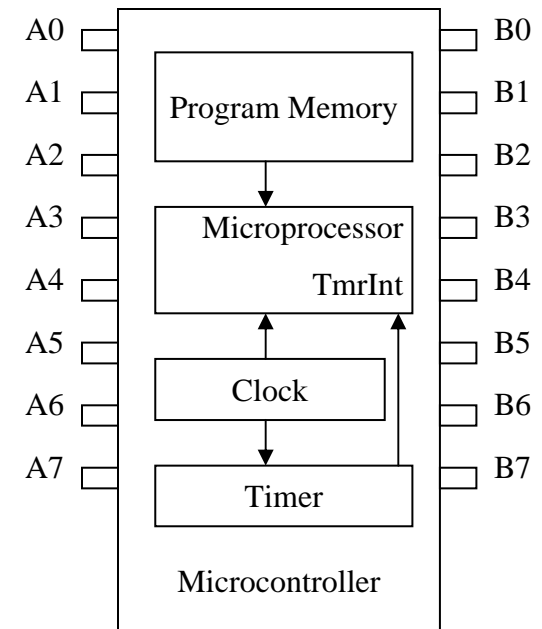 A0
B0
A1
B1
Program Memory
A2
B2
A3
B3
Microprocessor
A4
B4
TmrInt
A5
B5
Clock
A6
B6
A7
B7
Timer
Microcontroller